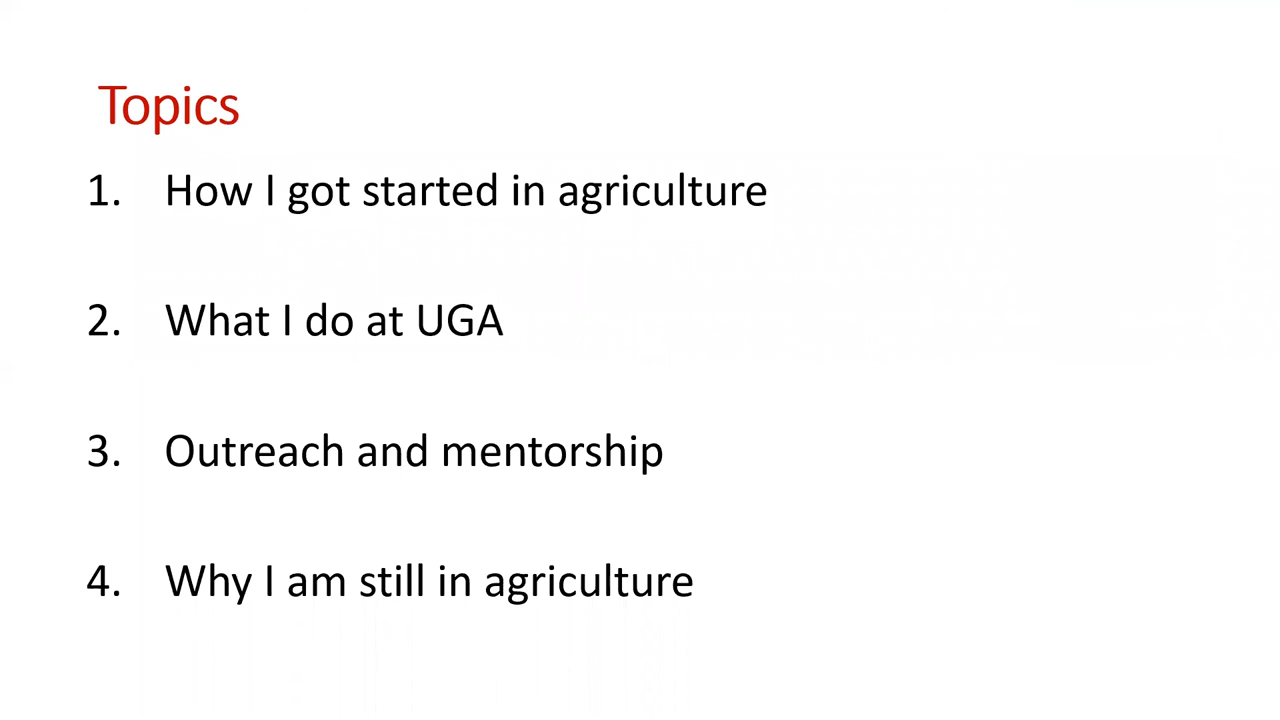 Topics
1. How I got started in agriculture
2. What I do at UGA
3. Outreach and mentorship
4. Why I am still in agriculture